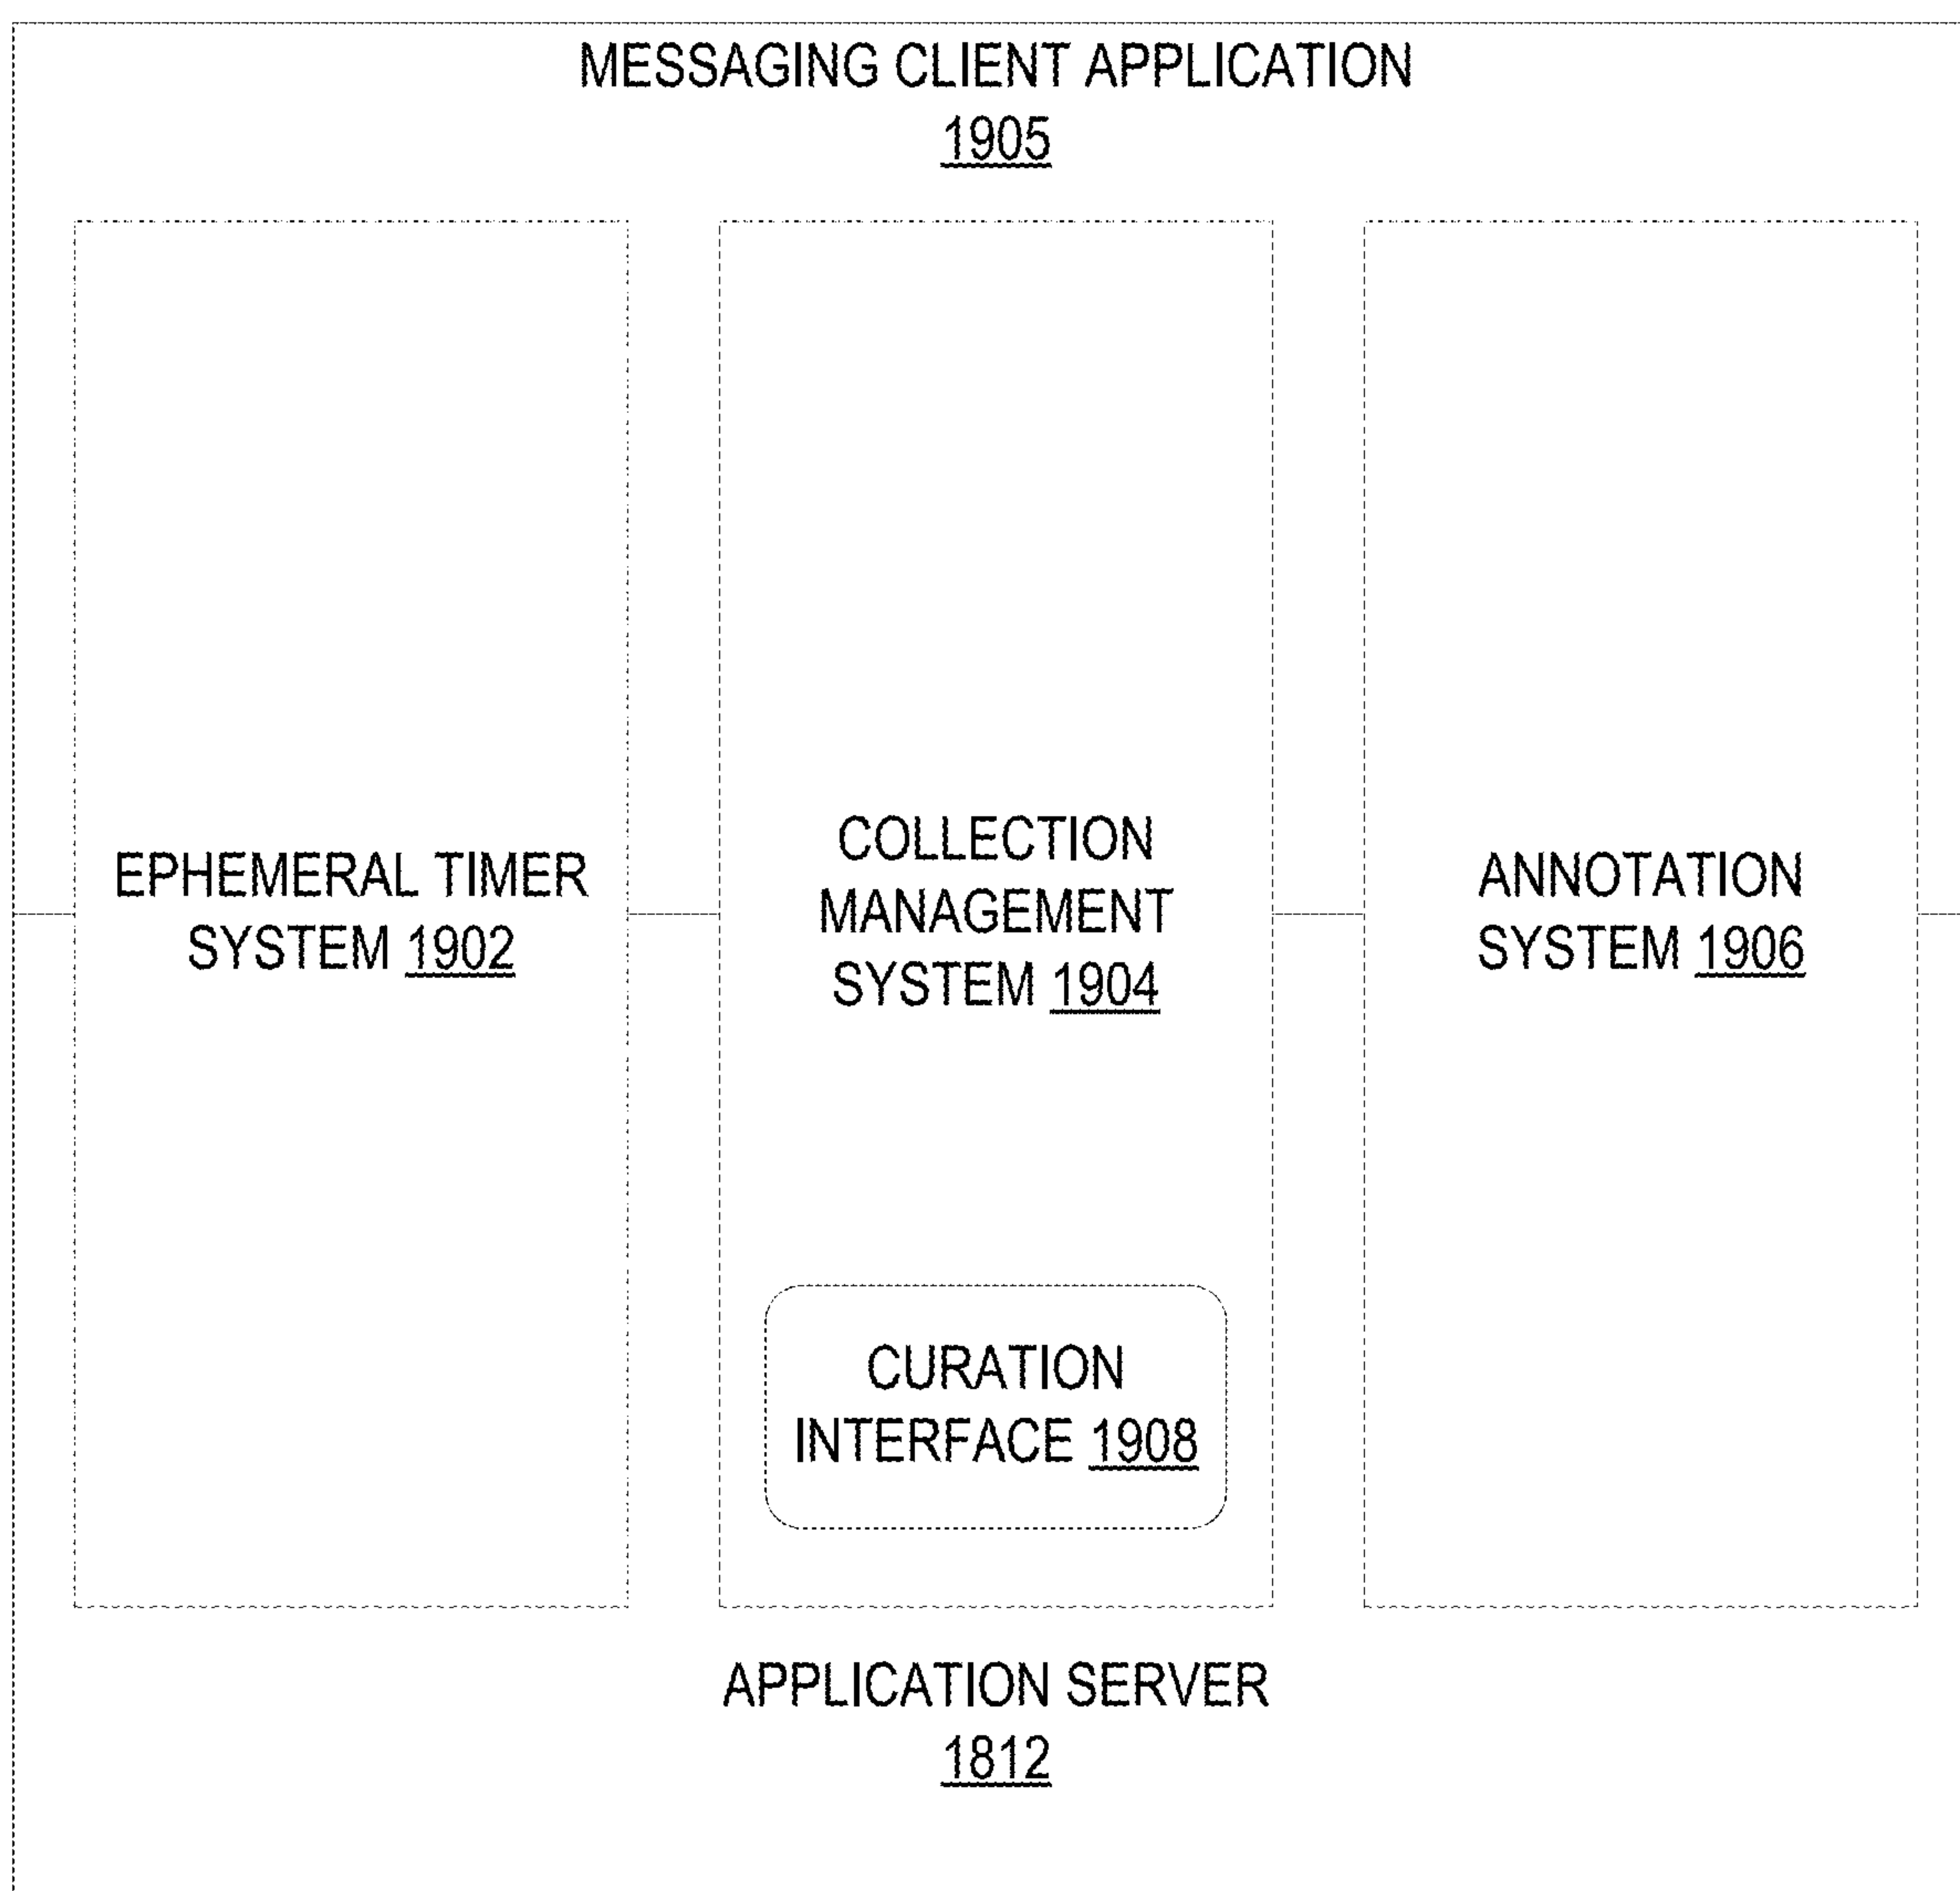 MESSAGING CLIENT APPLICATION
1905
EPHEMERAL TIMER
SYSTEM 1902
COLLECTION
MANAGEMENT
SYSTEM 1904
ANNOTATION
SYSTEM 1906
CURATION
INTERFACE 1908
APPLICATION SERVER
1812